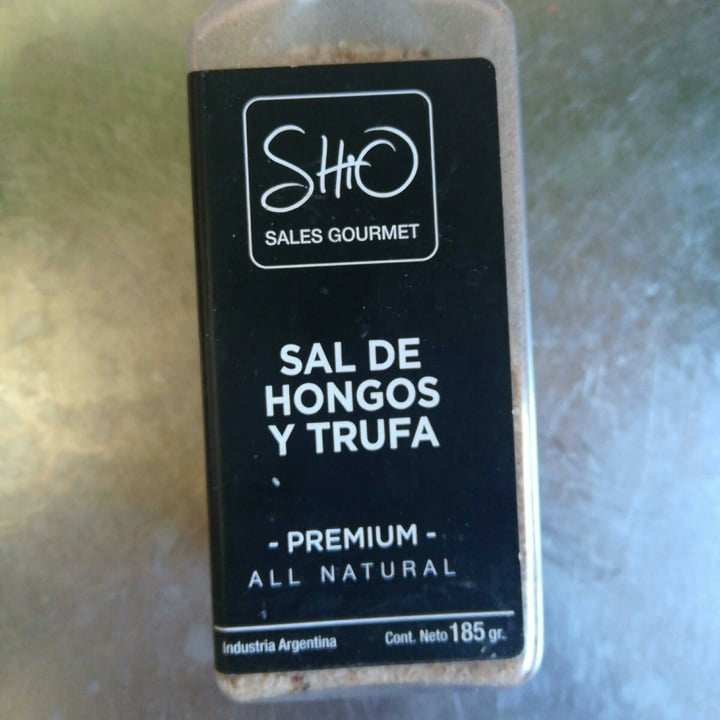 SHiO
SALES GOURMET
SAL DE
HONGOS
Y TRUFA
- PREMIUM -
ALL NATURAL
Industria Argentina Cont. Neto 185 gr.